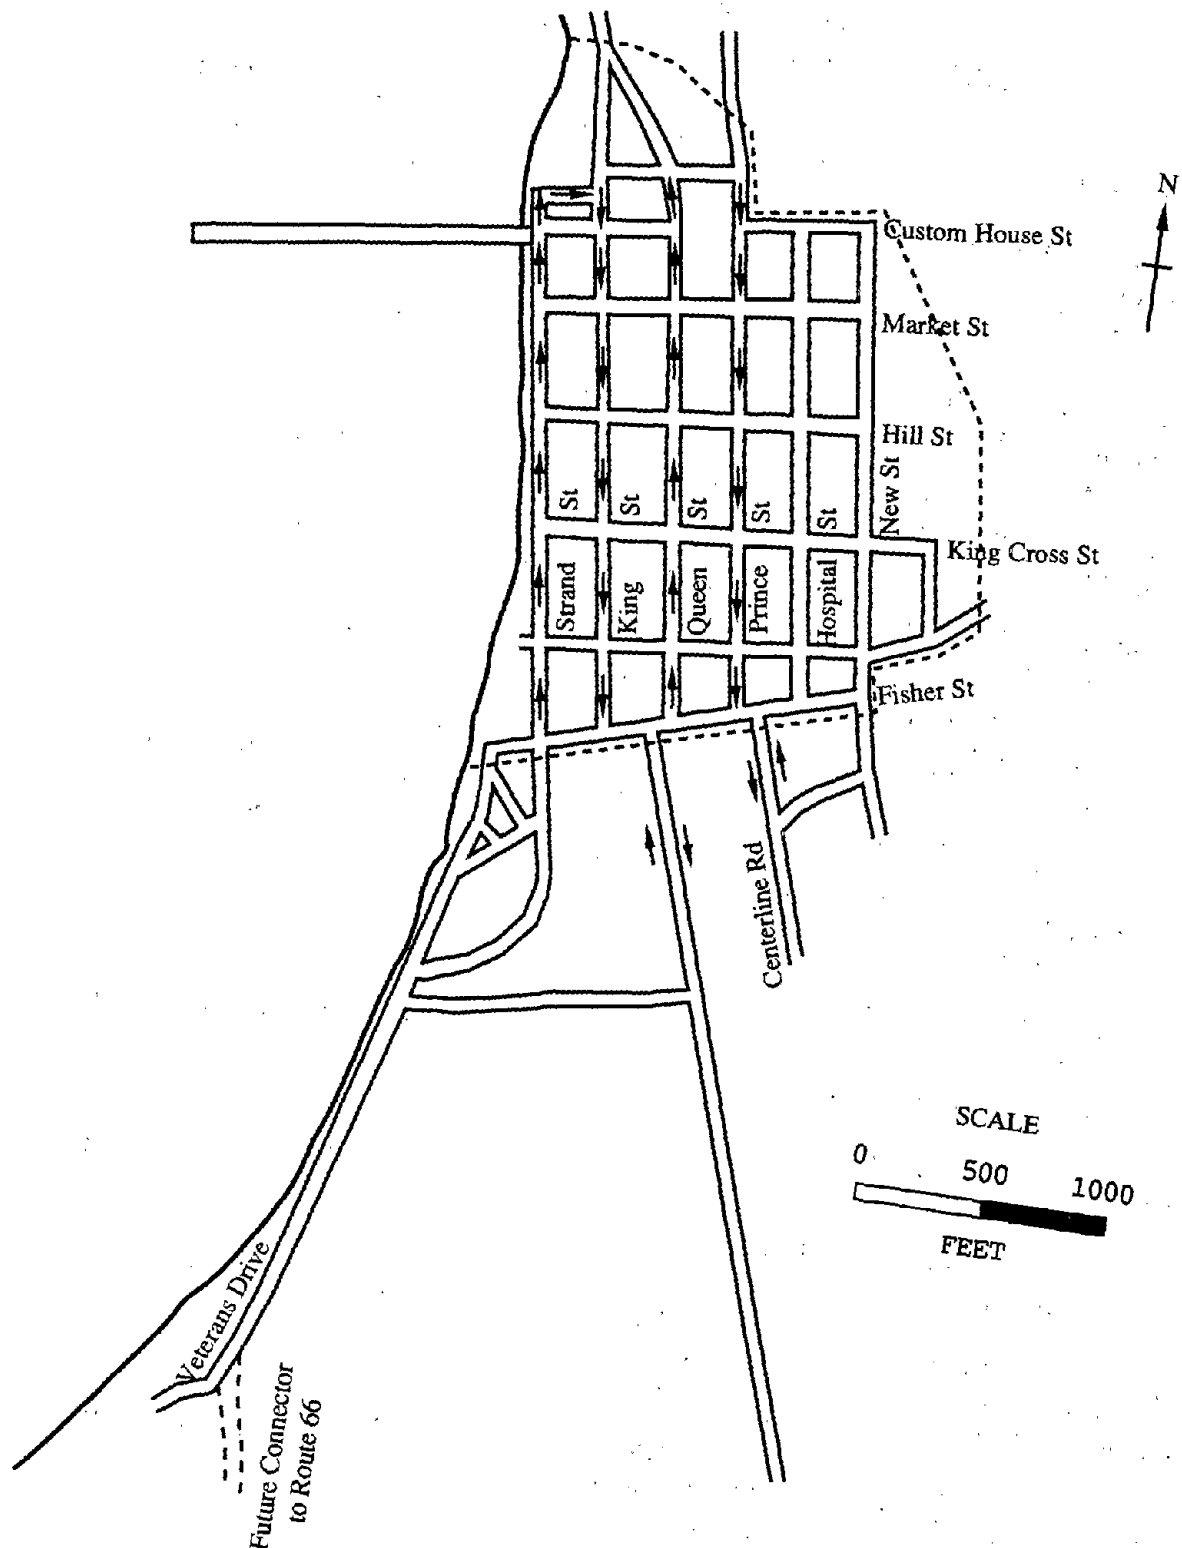 N
Custom House St
Market St
Hill St
New St
King Cross St
Strand St
King St
Queen St
Prince St
Hospital St
Fisher St
Centerline Rd
SCALE
0 500 1000
FEET
Veterans Drive
Future Connector
to Route 66